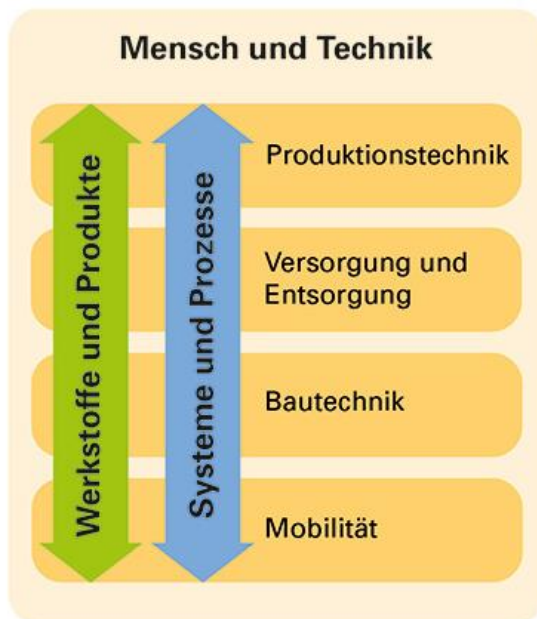 Mensch und Technik
Werkstoffe und Produkte
Systeme und Prozesse
Produktionstechnik
Versorgung und
Entsorgung
Bautechnik
Mobilität